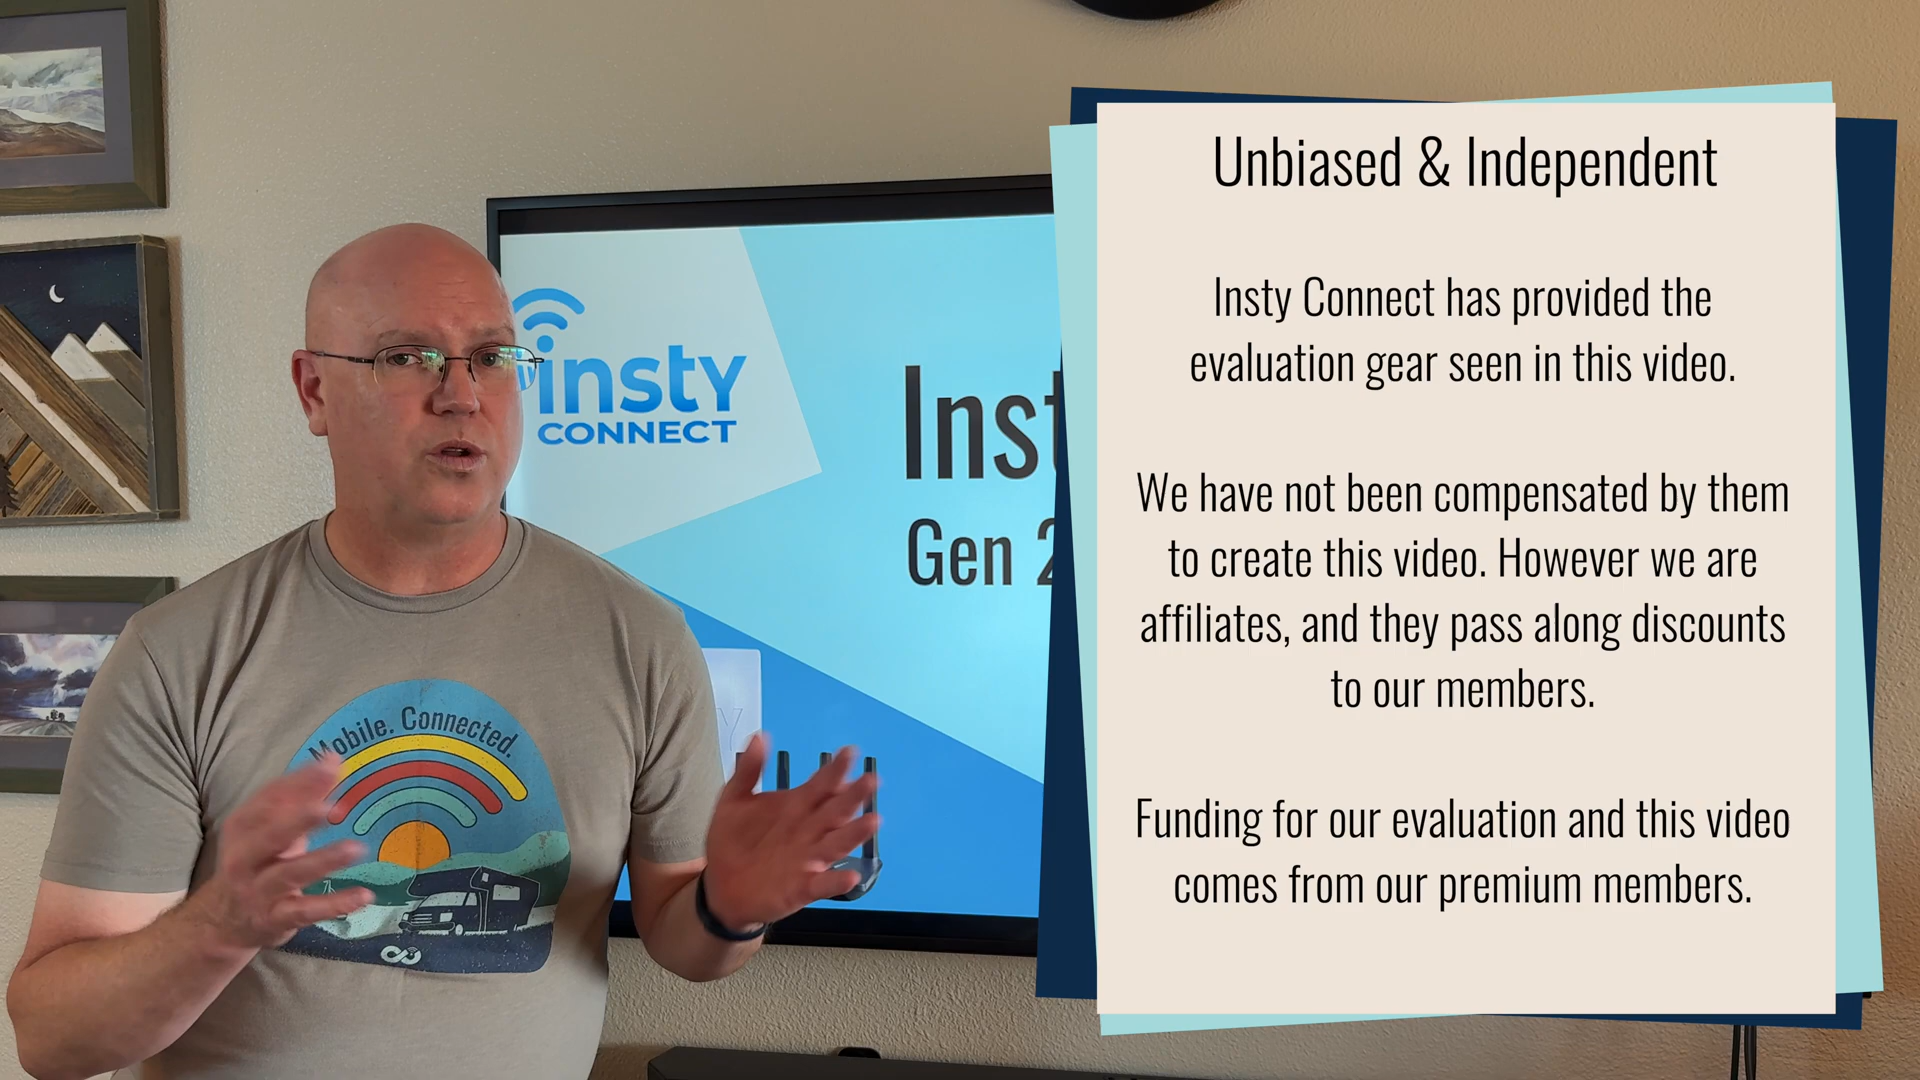 Unbiased & Independent
Insty Connect has provided the
evaluation gear seen in this video.
We have not been compensated by them
to create this video. However we are
affiliates, and they pass along discounts
to our members.
Funding for our evaluation and this video
comes from our premium members.
insty
CONNECT
Inst
Gen 2
Mobile. Connected.